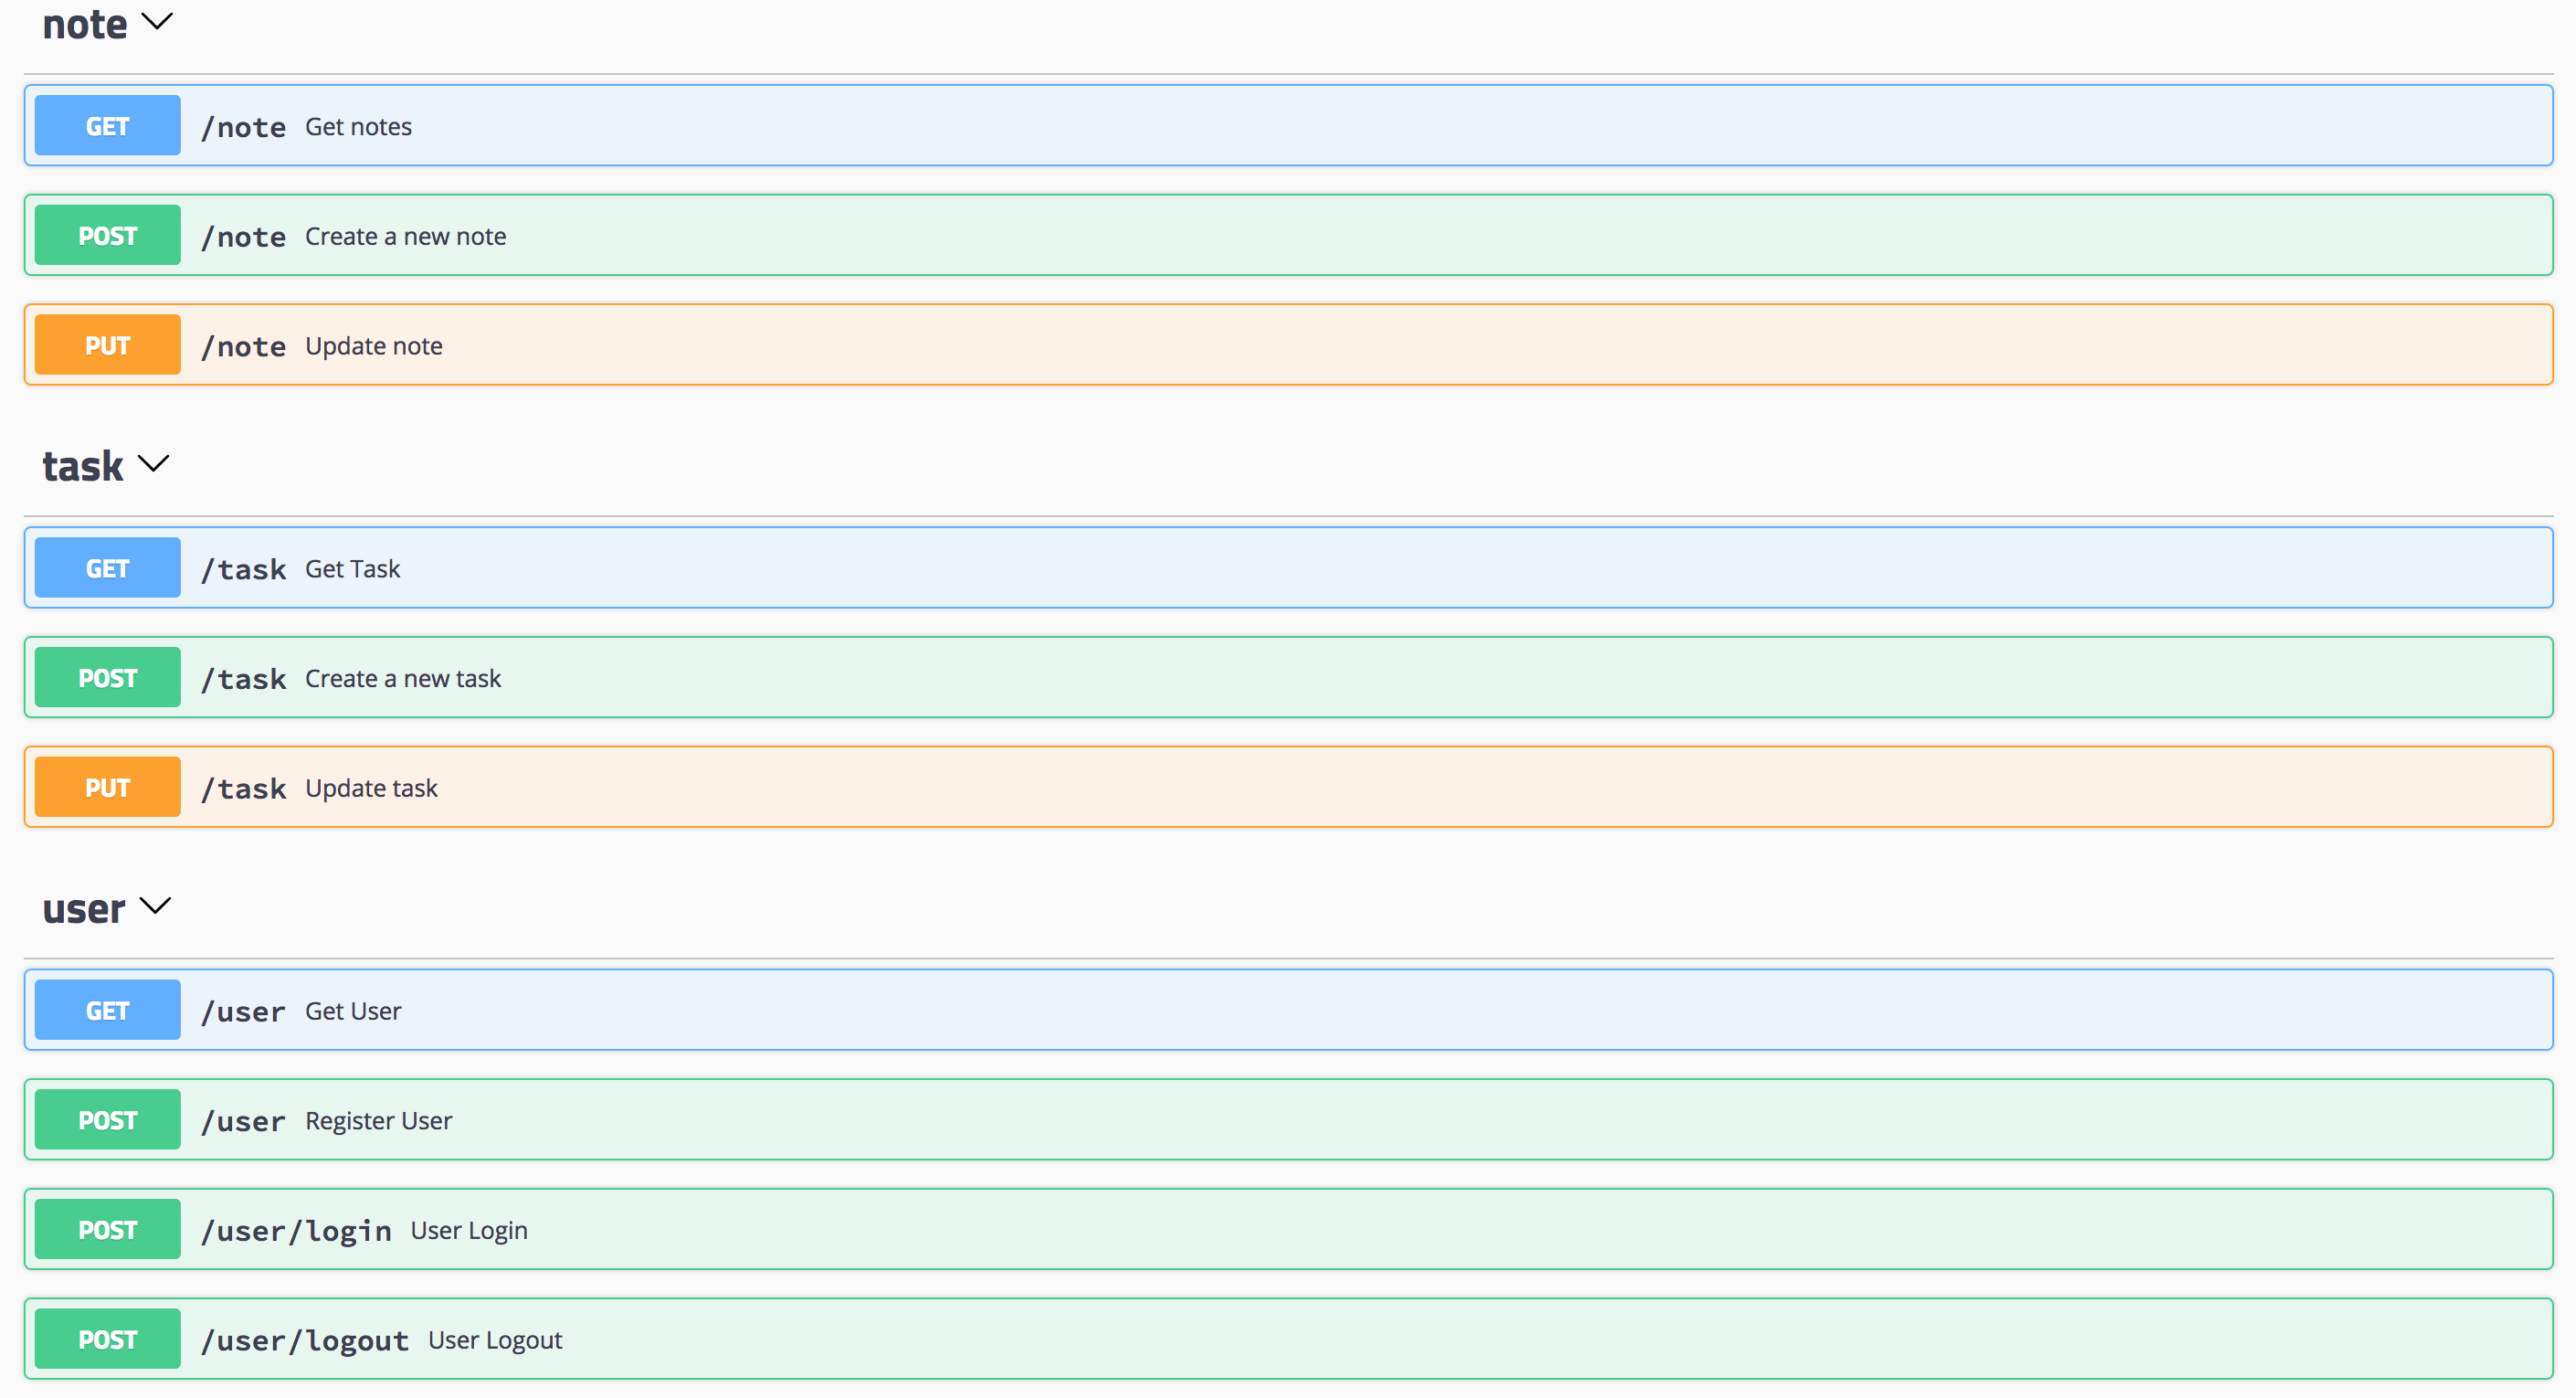 note
GET /note Get notes
POST /note Create a new note
PUT /note Update note
task
GET /task Get Task
POST /task Create a new task
PUT /task Update task
user
GET /user Get User
POST /user Register User
POST /user/login User Login
POST /user/logout User Logout